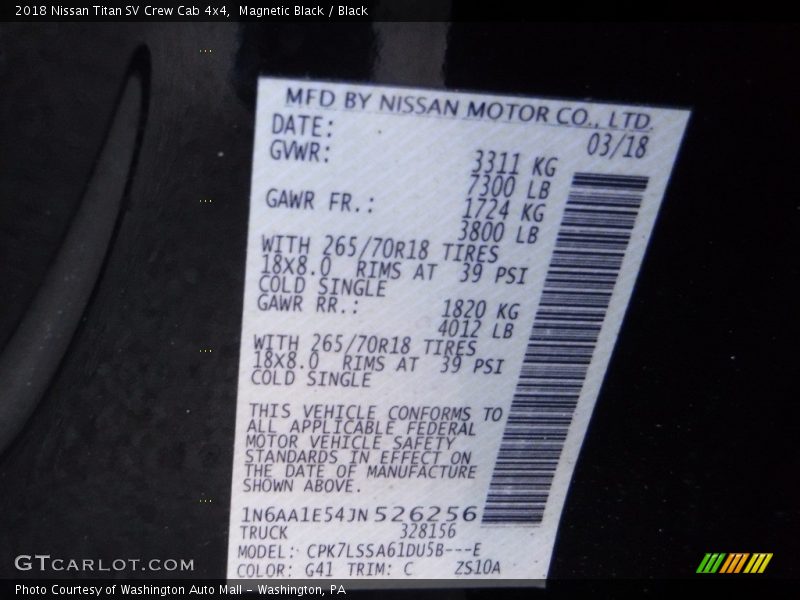 2018 Nissan Titan SV Crew Cab 4x4, Magnetic Black / Black
MFD BY NISSAN MOTOR CO., LTD.
DATE: 03/18
GVWR: 3311 KG
7300 LB
GAWR FR.: 1724 KG
3800 LB
WITH 265/70R18 TIRES
18X8.0 RIMS AT 39 PSI
COLD SINGLE
GAWR RR.: 1820 KG
4012 LB
WITH 265/70R18 TIRES
18X8.0 RIMS AT 39 PSI
COLD SINGLE
THIS VEHICLE CONFORMS TO
ALL APPLICABLE FEDERAL
MOTOR VEHICLE SAFETY
STANDARDS IN EFFECT ON
THE DATE OF MANUFACTURE
SHOWN ABOVE.
1N6AA1E54JN526256
TRUCK 328156
MODEL: CPK7LSSA61DU5B---E
COLOR: G41 TRIM: C ZS10A
GTCARLOT.COM
Photo Courtesy of Washington Auto Mall - Washington, PA